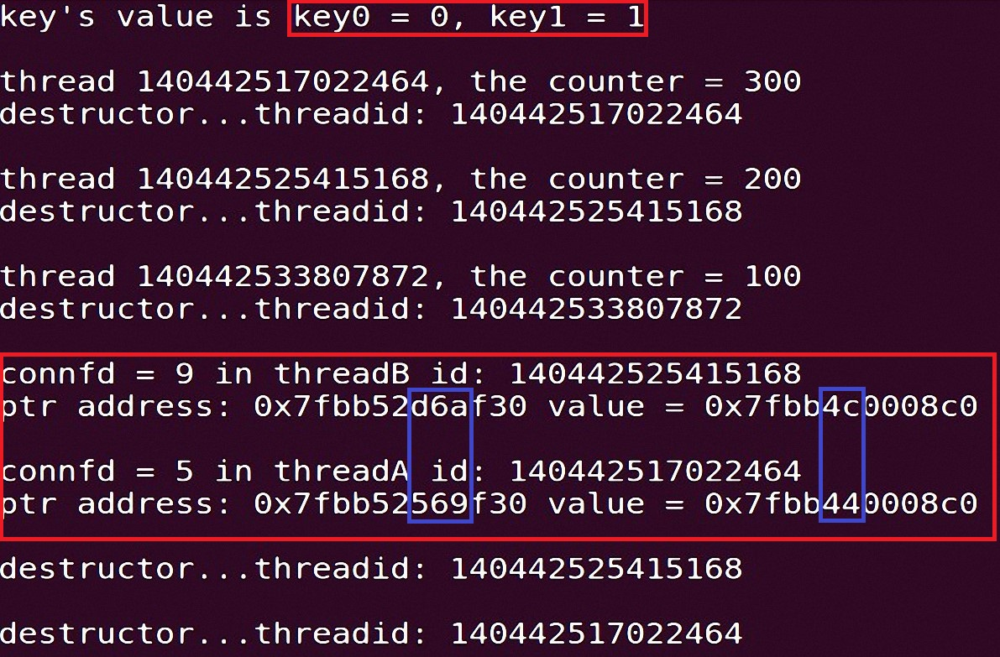 key's value is key0 = 0, key1 = 1
thread 140442517022464, the counter = 300
destructor...threadid: 140442517022464
thread 140442525415168, the counter = 200
destructor...threadid: 140442525415168
thread 140442533807872, the counter = 100
destructor...threadid: 140442533807872
connfd = 9 in threadB id: 140442525415168
ptr address: 0x7fbb52d6af30 value = 0x7fbb4c0008c0
connfd = 5 in threadA id: 140442517022464
ptr address: 0x7fbb52569f30 value = 0x7fbb440008c0
destructor...threadid: 140442525415168
destructor...threadid: 140442517022464